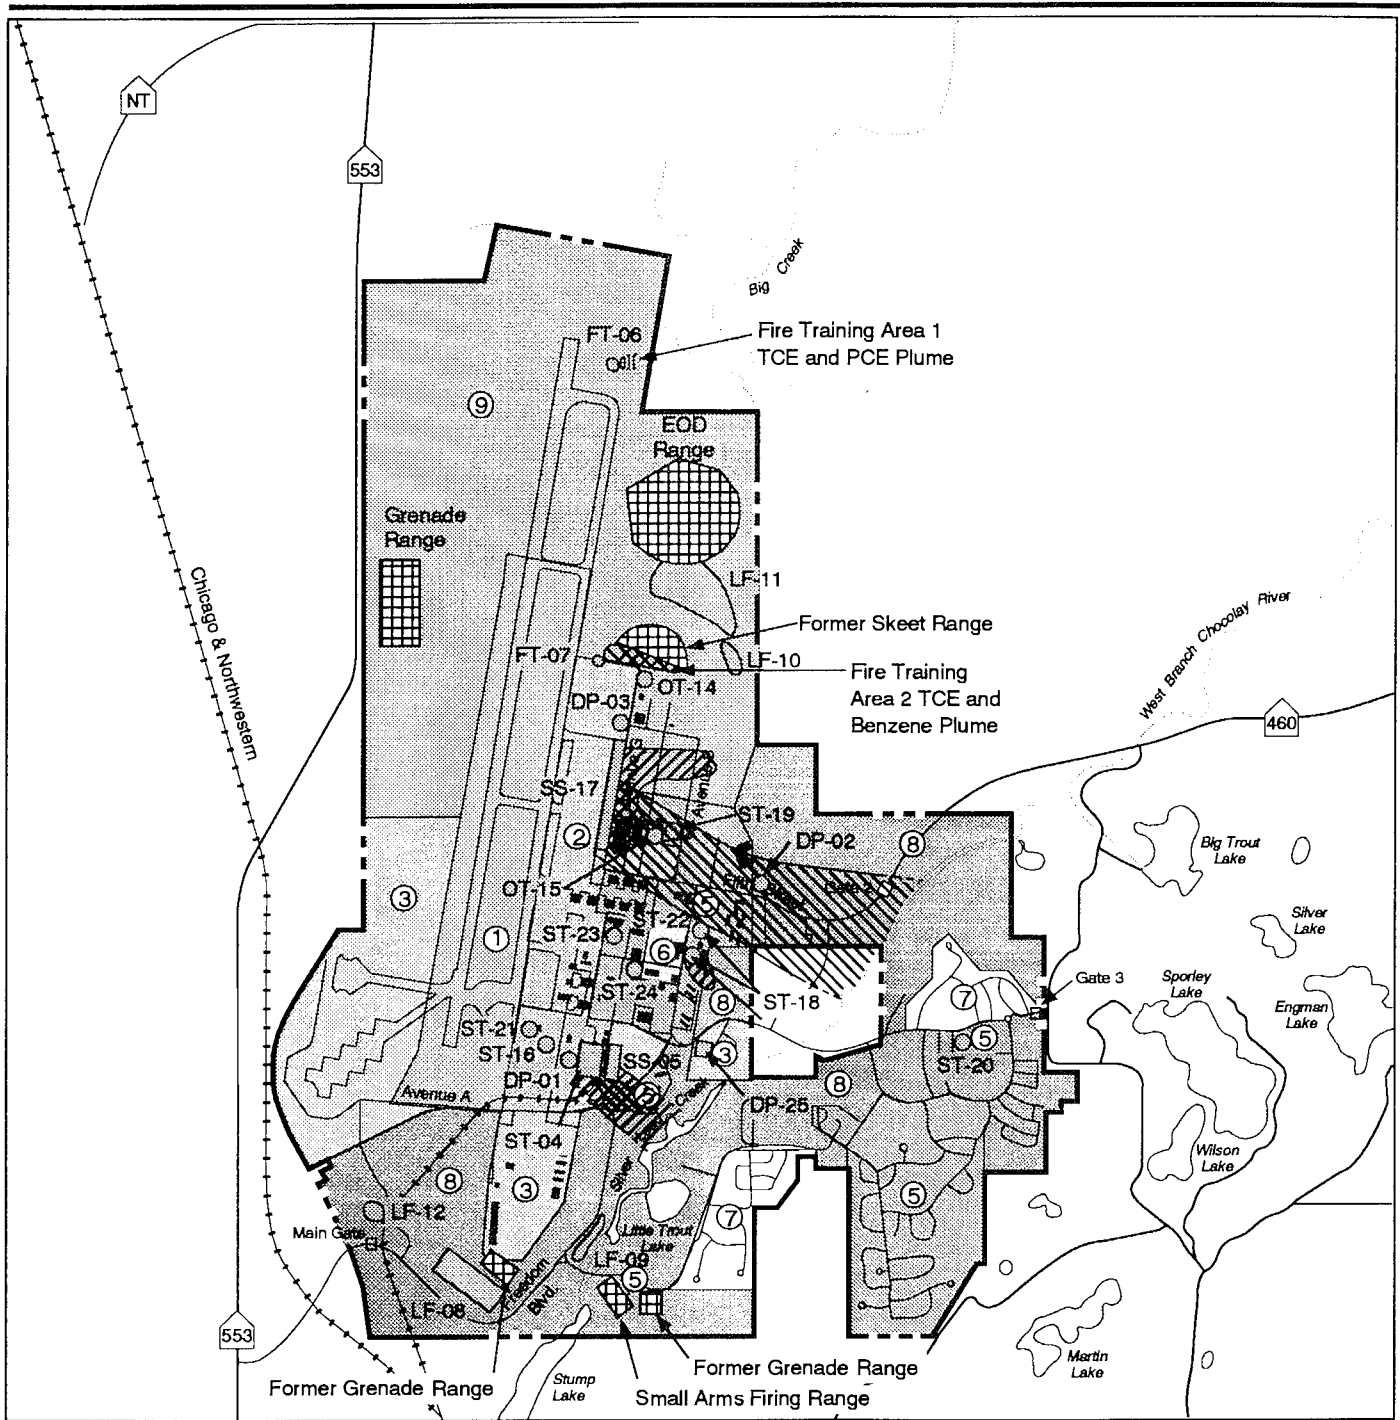 NT
553
Big Creek
FT-06
Fire Training Area 1
TCE and PCE Plume
9
EOD
Range
Grenade
Range
Chicago & Northwestern
LF-11
Former Skeet Range
West Branch Chocolay River
FT-07
LF-10
OT-14
Fire Training
Area 2 TCE and
Benzene Plume
DP-03
460
SS-17
Avenue
ST-19
2
DP-02
8
Big Trout
Lake
OT-15
3
5
ST-22
Silver
Lake
1
ST-23
6
ST-24
ST-18
8
7
Gate 3
Sporley
Lake
Engman
Lake
ST-21
5
ST-16
SS-05
3
ST-20
DP-01
8
Avenue A
Creek
DP-25
ST-04
Wilson
Lake
8
3
Silver
5
LF-12
7
Main Gate
Little Trout
Lake
LF-09
5
Freedom
Blvd.
LF-08
553
Former Grenade Range
Martin
Lake
Former Grenade Range
Stump
Lake
Small Arms Firing Range